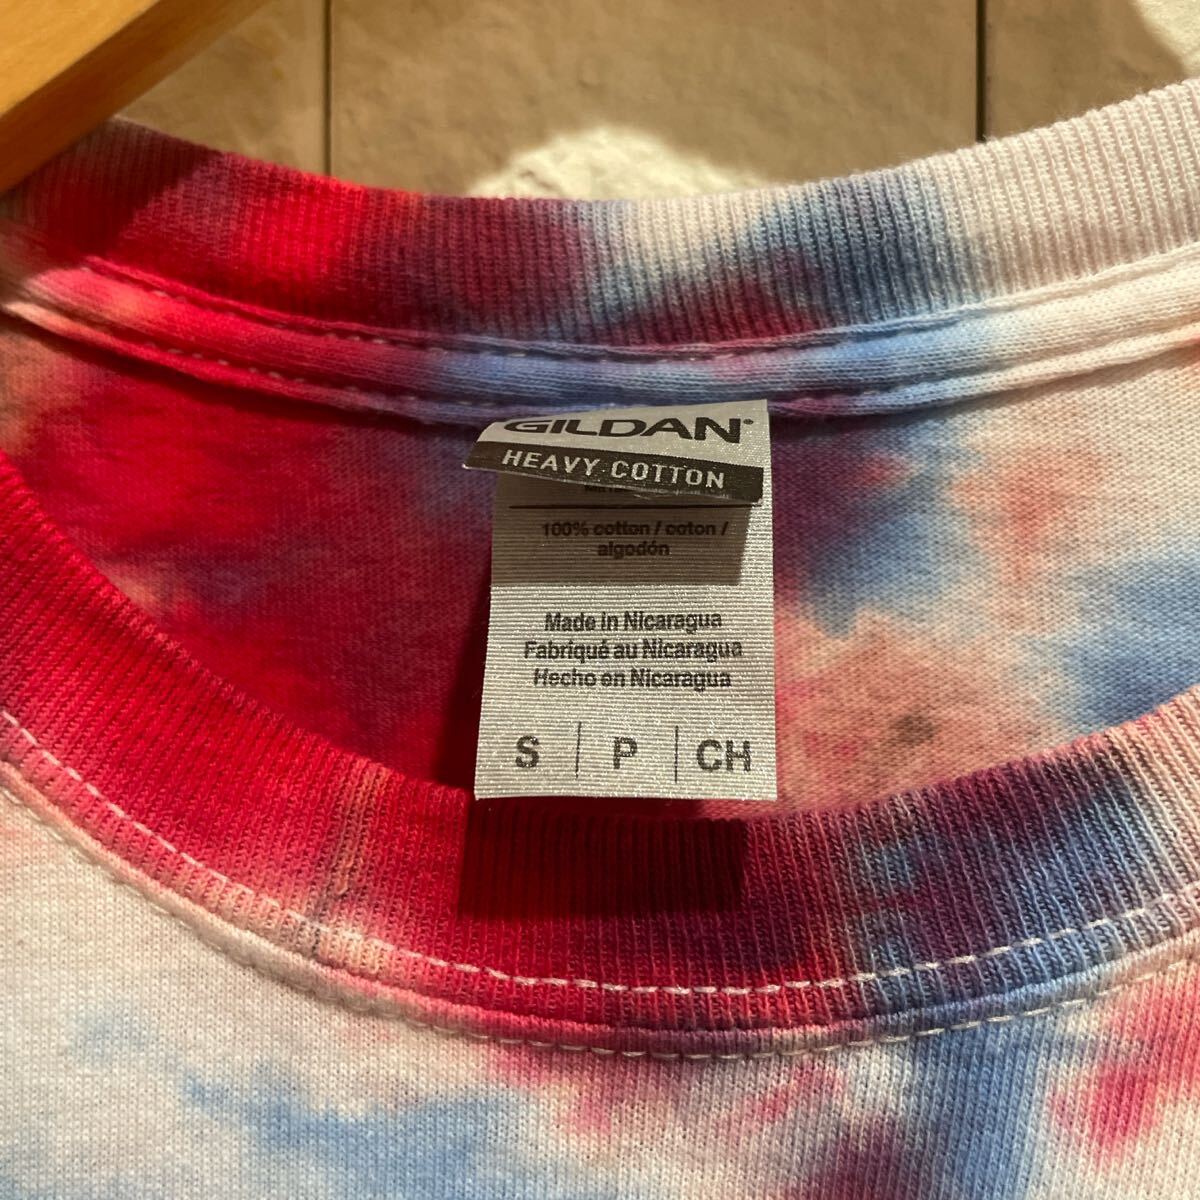 GILDAN
HEAVY COTTON
100% cotton / coton /
algodón
Made in Nicaragua
Fabriqué au Nicaragua
Hecho en Nicaragua
S | P | CH